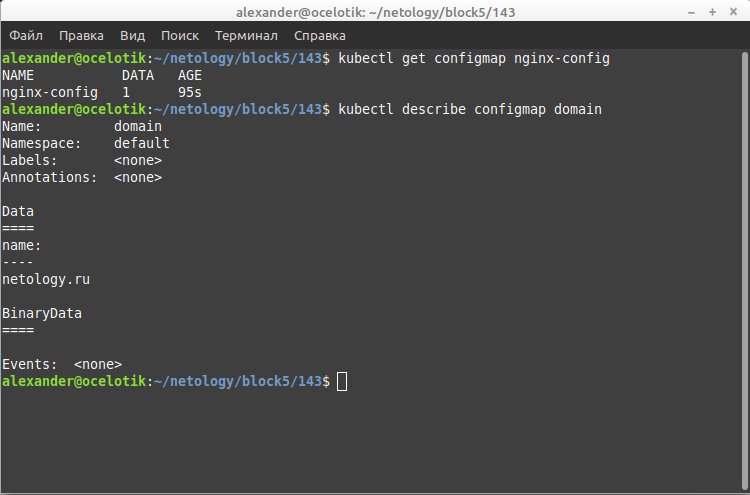 alexander@ocelotik: ~/netology/block5/143
Файл Правка Вид Поиск Терминал Справка
alexander@ocelotik:~/netology/block5/143$ kubectl get configmap nginx-config
NAME           DATA   AGE
nginx-config   1      95s
alexander@ocelotik:~/netology/block5/143$ kubectl describe configmap domain
Name:         domain
Namespace:    default
Labels:       <none>
Annotations:  <none>

Data
====
name:
----
netology.ru

BinaryData
====

Events:  <none>
alexander@ocelotik:~/netology/block5/143$